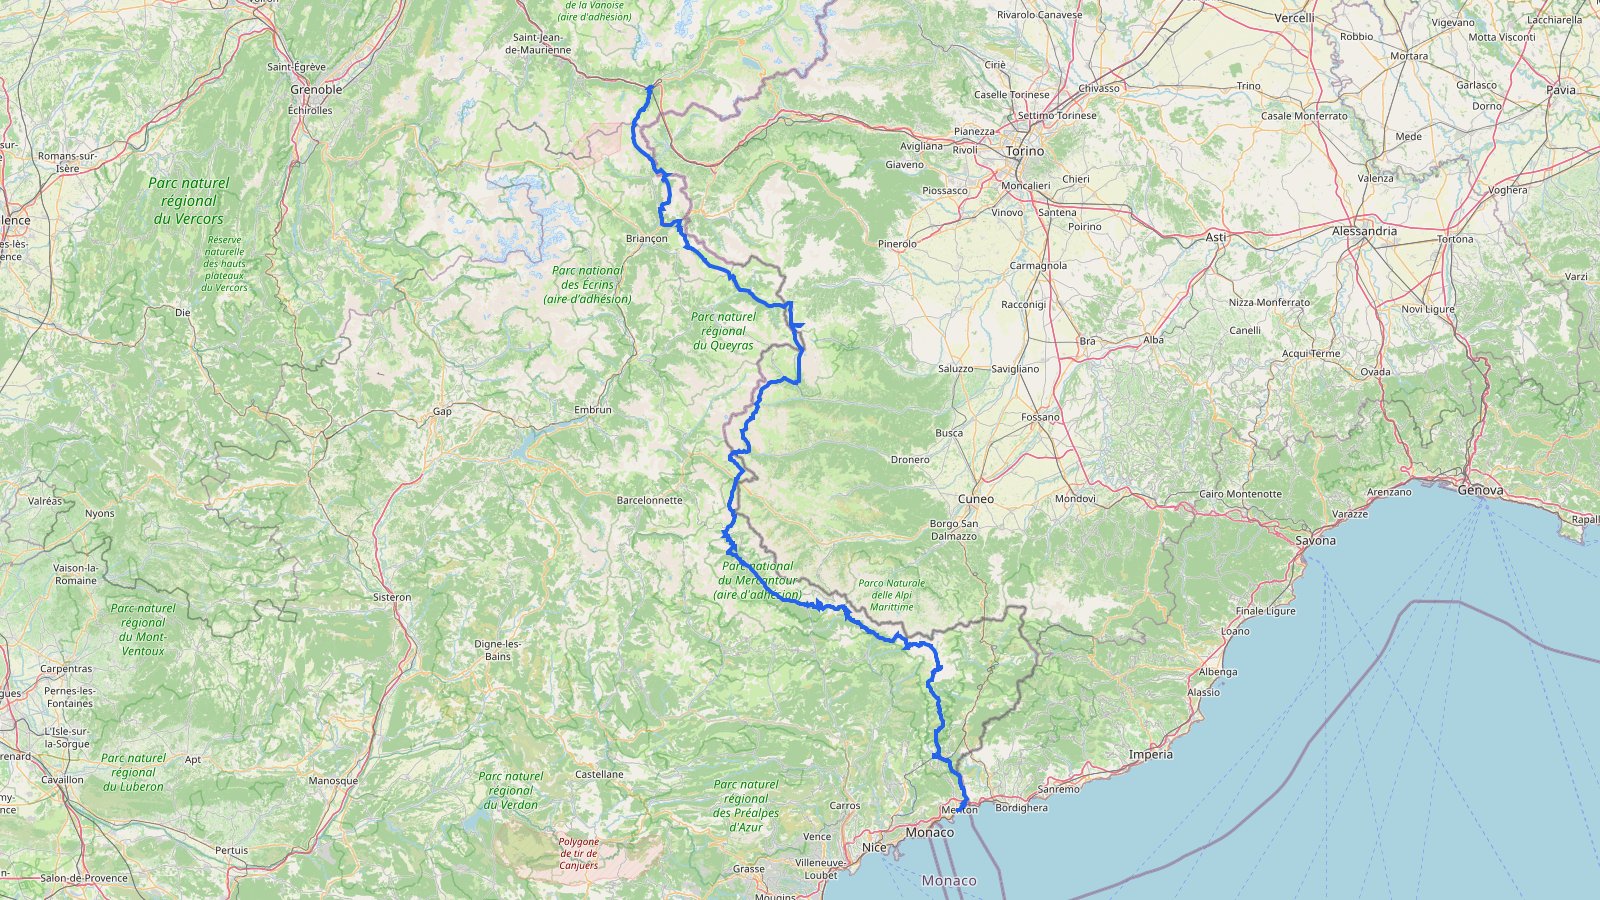 de la Vanoise
(aire d'adhésion)
Rivarolo Canavese
Vercelli
Vigevano
Lacchiarella
Robbio
Motta Visconti
Saint-Jean-
de-Maurienne
Mortara
Saint-Égrève
Grenoble
Échirolles
Ciriè
Caselle Torinese
Chivasso
Trino
Garlasco
Pavia
Dorno
Settimo Torinese
Casale Monferrato
Pianezza
Mede
Avigliana
Rivoli
Torino
Giaveno
Romans-sur-
Isère
Parc naturel
régional
du Vercors
Moncalieri
Chieri
Valenza
Voghera
Piossasco
Vinovo
Santena
Poirino
lence
Asti
Alessandria
Tortona
Briançon
Pinerolo
Reserve
naturelle
des hauts
plateaux
du Vercors
Carmagnola
Parc national
des Écrins
(aire d'adhésion)
Varzi
Racconigi
Nizza Monferrato
Novi Ligure
Die
Parc naturel
régional
du Queyras
Canelli
Bra
Alba
Acqui Terme
Saluzzo
Savigliano
Ovada
Gap
Embrun
Fossano
Busca
Dronero
Valréas
Nyons
Barcelonnette
Cuneo
Mondovì
Cairo Montenotte
Arenzano
Genova
Varazze
Rapall
Borgo San
Dalmazzo
Savona
Vaison-la-
Romaine
Parc national
du Mercantour
(aire d'adhésion)
Parco Naturale
delle Alpi
Marittime
Sisteron
Parc naturel
régional
du Mont-
Ventoux
Finale Ligure
Loano
Digne-les-
Bains
Carpentras
Albenga
Pernes-les-
Fontaines
Alassio
L'Isle-sur-
la-Sorgue
Apt
Imperia
Parc naturel
régional
du Luberon
Cavaillon
Manosque
Castellane
Parc naturel
régional
du Verdon
Parc naturel
régional
des Préalpes
d'Azur
Sanremo
Carros
Menton
Bordighera
Monaco
Vence
Nice
Pertuis
Polygone
de tir de
Canjuers
Villeneuve-
Loubet
Grasse
Salon-de-Provence
Monaco
Mougins